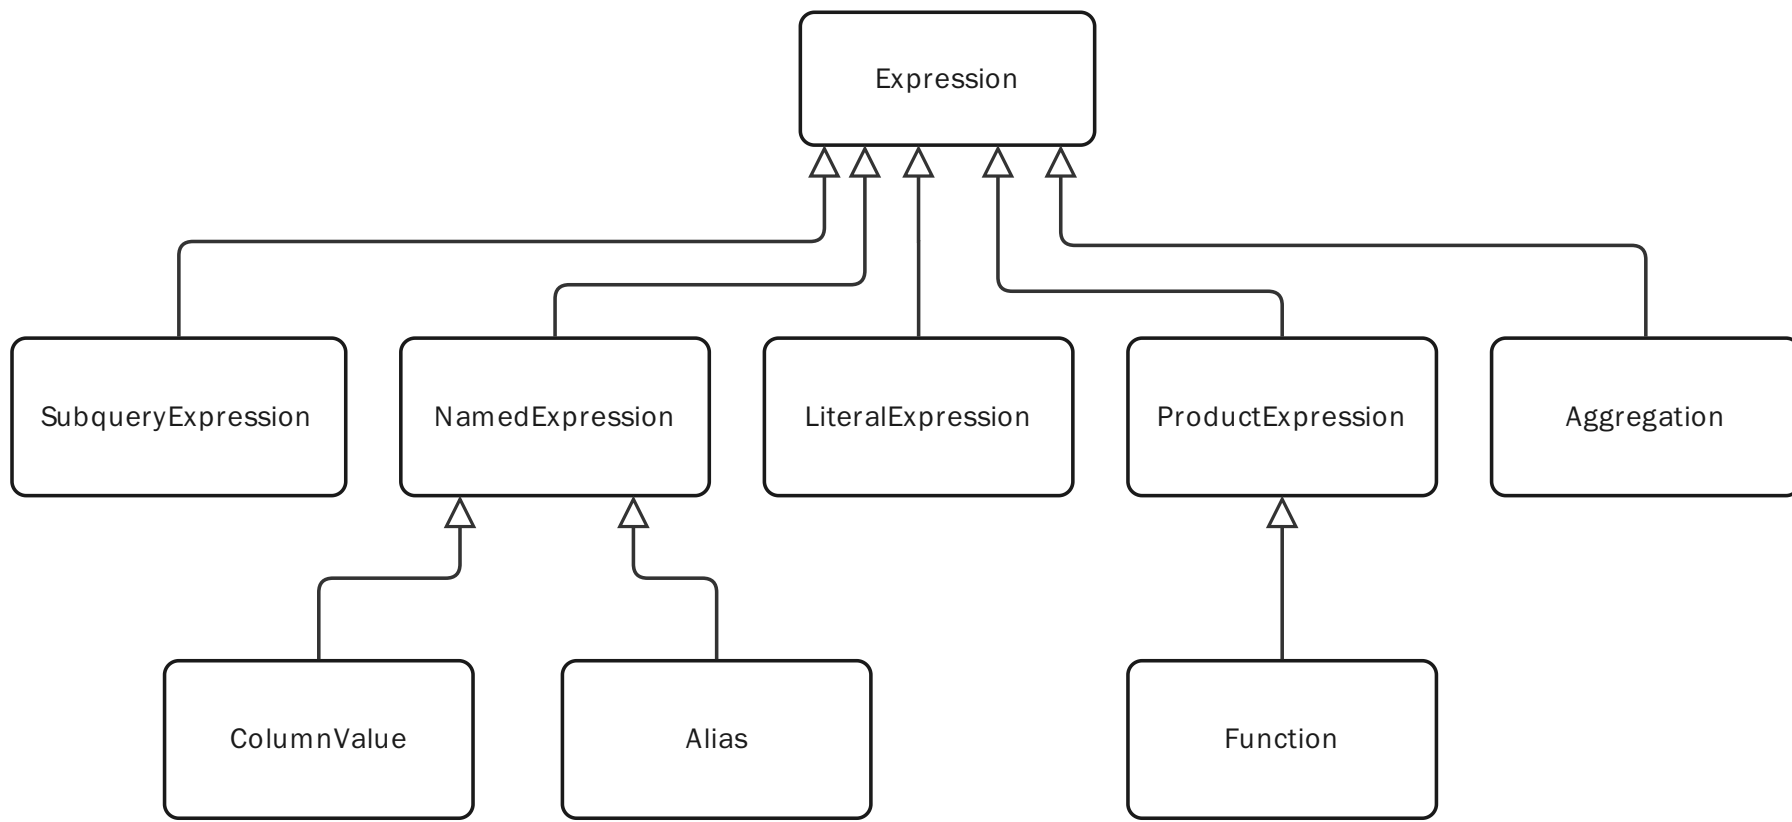 Expression
SubqueryExpression
NamedExpression
LiteralExpression
ProductExpression
Aggregation
ColumnValue
Alias
Function